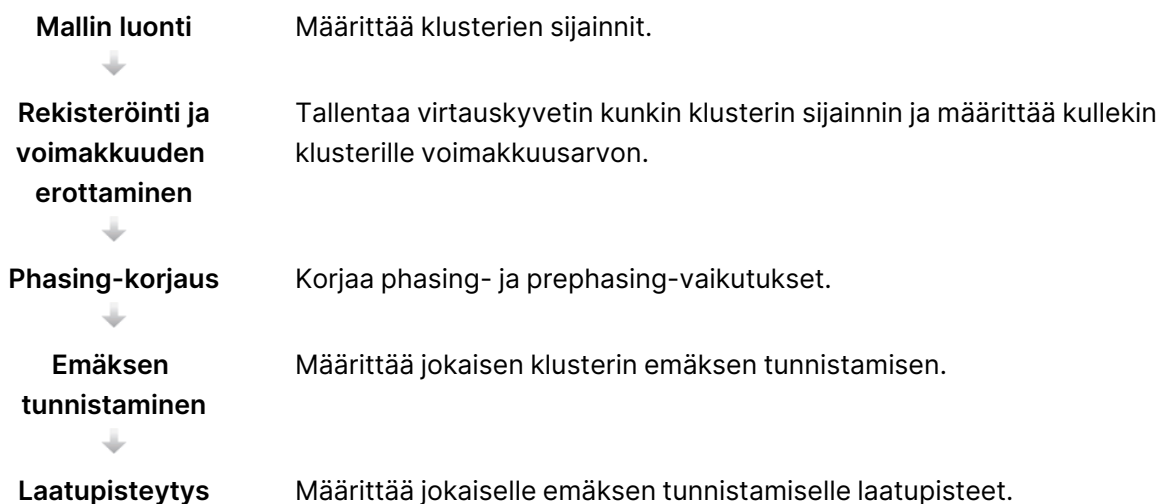 Mallin luonti
Määrittää klusterien sijainnit.
Rekisteröinti ja
voimakkuuden
erottaminen
Tallentaa virtauskyvetin kunkin klusterin sijainnin ja määrittää kullekin
klusterille voimakkuusarvon.
Phasing-korjaus
Korjaa phasing- ja prephasing-vaikutukset.
Emäksen
tunnistaminen
Määrittää jokaisen klusterin emäksen tunnistamisen.
Laatupisteytys
Määrittää jokaiselle emäksen tunnistamiselle laatupisteet.